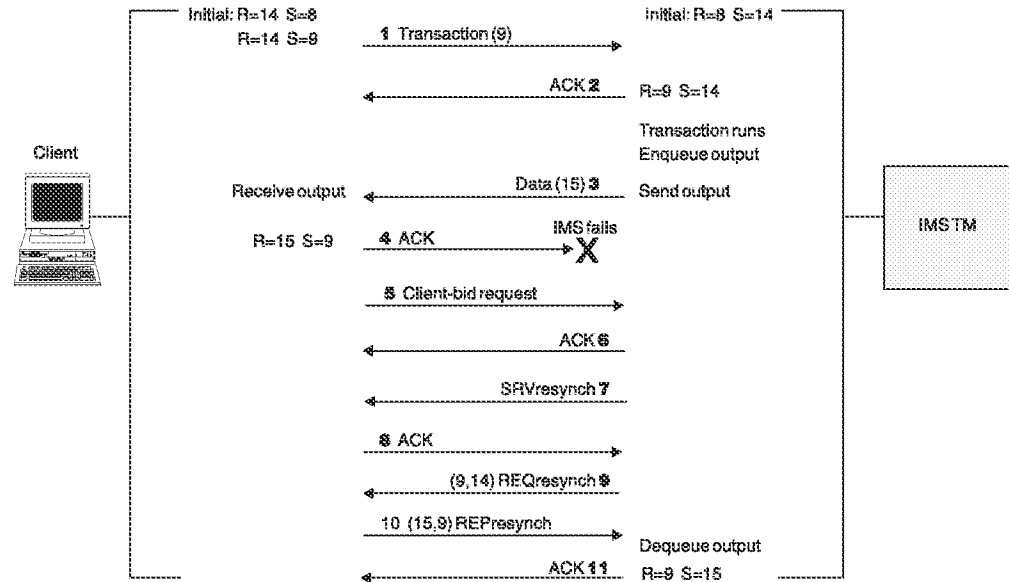 Initial: R=14 S=8
Initial: R=8 S=14
R=14 S=9
1 Transaction (9)
ACK 2
R=9 S=14
Transaction runs
Enqueue output
Client
Receive output
Data (15) 3
Send output
IMS TM
R=15 S=9
4 ACK
IMS fails
X
5 Client-bid request
ACK 6
SRVresynch 7
8 ACK
(9,14) REQresynch 9
10 (15,9) REPresynch
Dequeue output
ACK 11
R=9 S=15